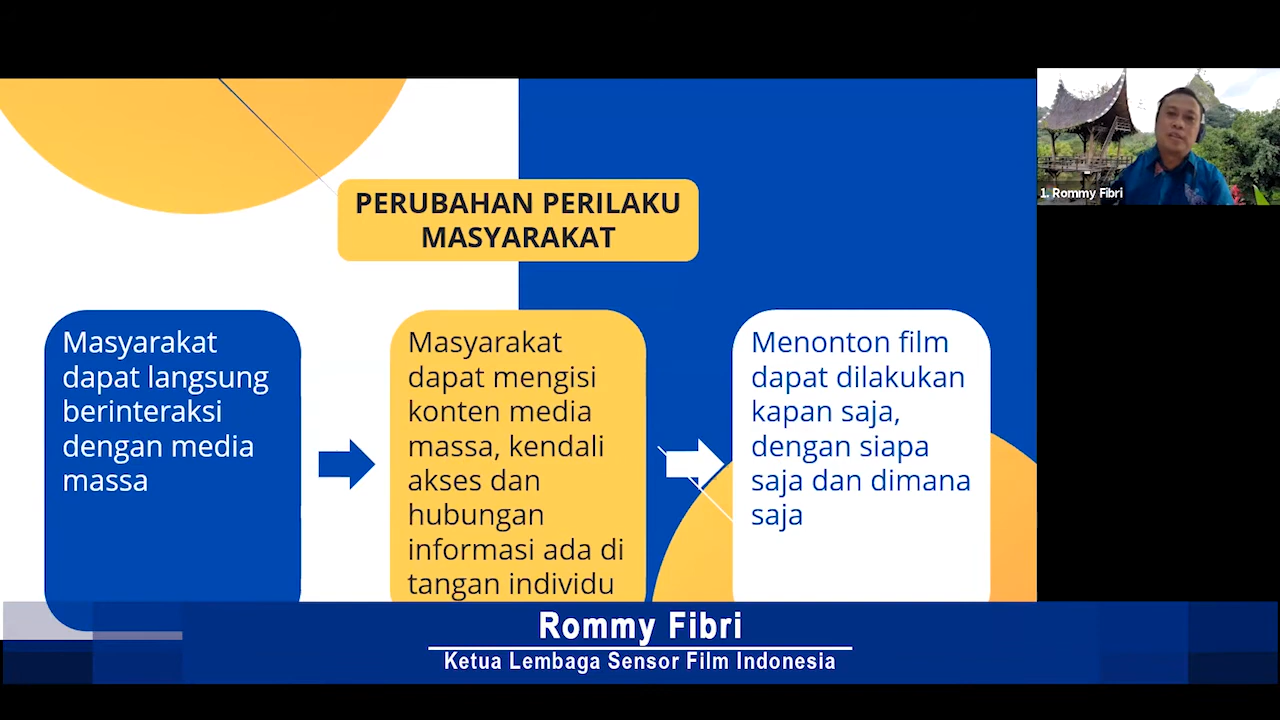 PERUBAHAN PERILAKU
MASYARAKAT
Masyarakat
dapat langsung
berinteraksi
dengan media
massa
Masyarakat
dapat mengisi
konten media
massa, kendali
akses dan
hubungan
informasi ada di
tangan individu
Menonton film
dapat dilakukan
kapan saja,
dengan siapa
saja dan dimana
saja
1. Rommy Fibri
Rommy Fibri
Ketua Lembaga Sensor Film Indonesia